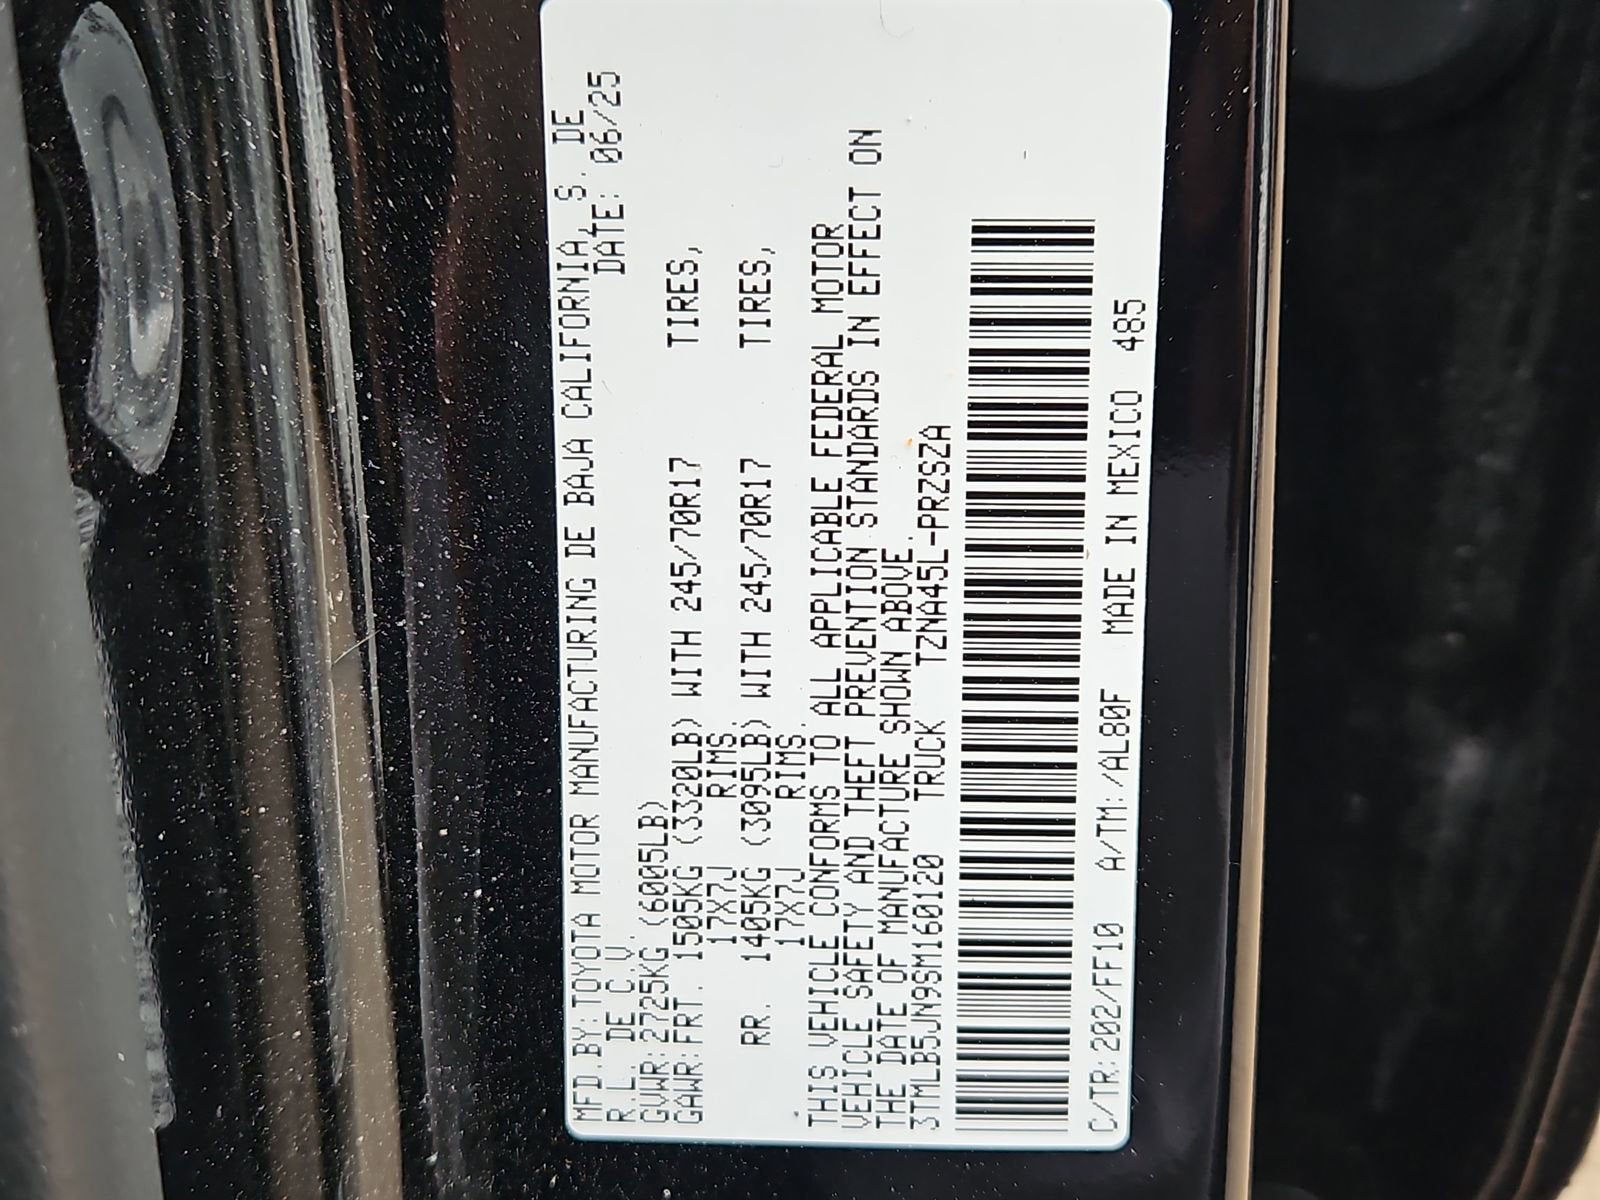 MFD.BY:TOYOTA MOTOR MANUFACTURING DE BAJA CALIFORNIA, S. DE
R.L. DE C.V. DATE: 06/25
GVWR:2725KG (6005LB)
GAWR:FRT. 1505KG (3320LB) WITH 245/70R17 TIRES,
17X7J RIMS
RR. 1405KG (3095LB) WITH 245/70R17 TIRES,
17X7J RIMS.
THIS VEHICLE CONFORMS TO ALL APPLICABLE FEDERAL MOTOR
VEHICLE SAFETY AND THEFT PREVENTION STANDARDS IN EFFECT ON
THE DATE OF MANUFACTURE SHOWN ABOVE.
3TMLB5JN9SM160120 TRUCK TZNA45L-PRZSZA
C/TR:202/FF10 A/TM:/AL80F MADE IN MEXICO 485